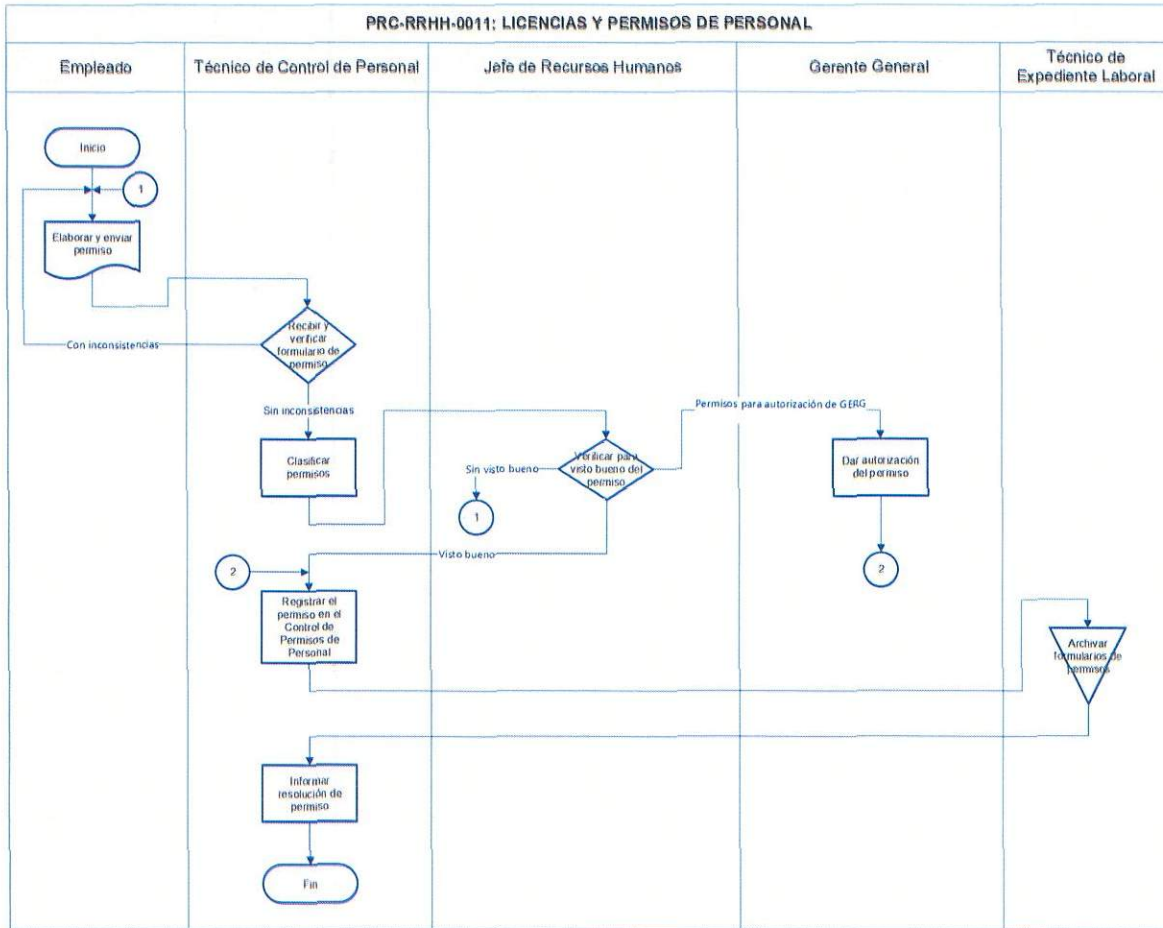 PRC-RRHH-0011: LICENCIAS Y PERMISOS DE PERSONAL
Empleado
Técnico de Control de Personal
Jefe de Recursos Humanos
Gerente General
Técnico de
Expediente Laboral
Inicio
1
Elaborar y enviar
permiso
Recibir y
verificar
formulario de
permiso
Con inconsistencias
Sin inconsistencias
Permisos para autorización de GERG
Clasificar
permisos
Sin visto bueno
Verificar para
visto bueno del
permiso
Dar autorización
del permiso
1
Visto bueno
2
2
Registrar el
permiso en el
Control de
Permisos de
Personal
Archivar
formularios de
permisos
Informar
resolución de
permiso
Fin